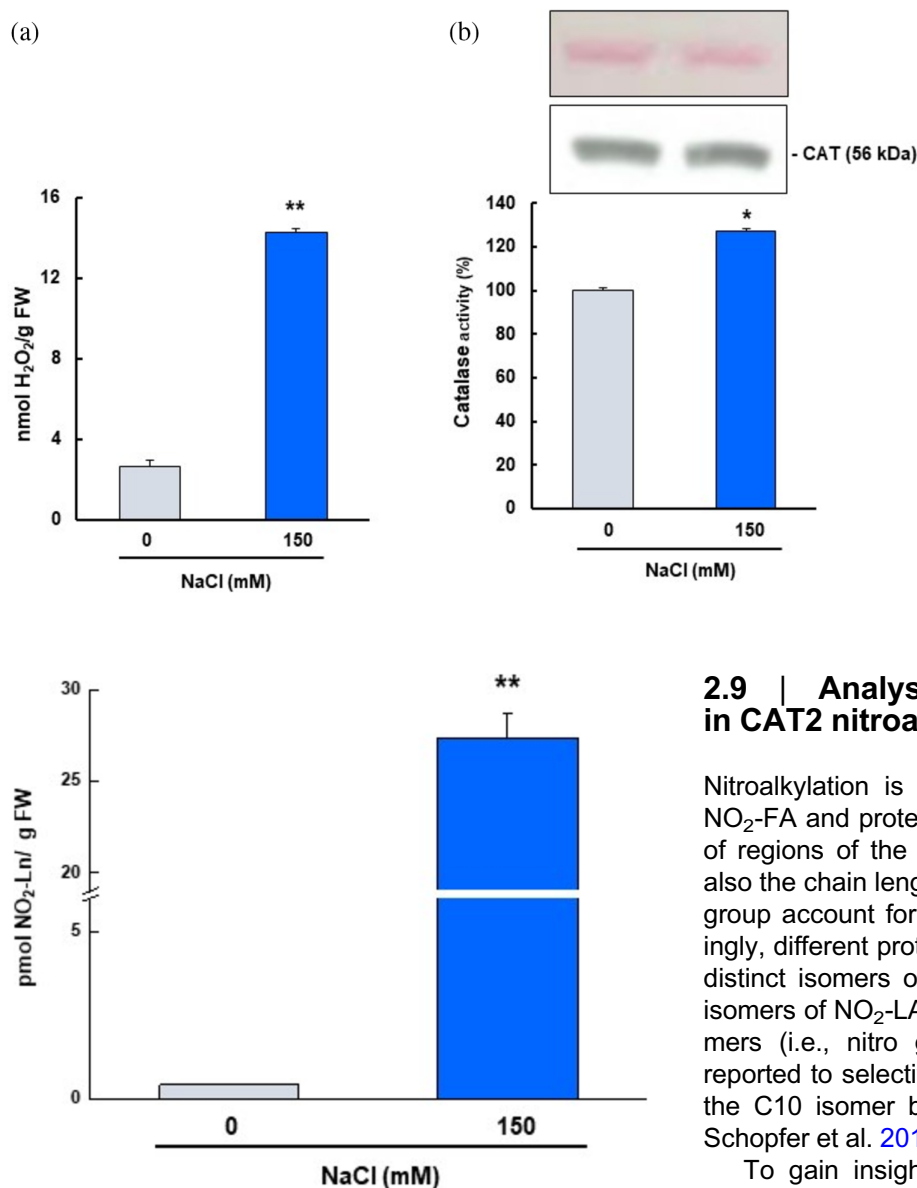 (a)
16
12
8
4
0
nmol H₂O₂/g FW
**
0 150
NaCl (mM)
(b)
- CAT (56 kDa)
140
120
100
80
60
40
20
0
Catalase activity (%)
*
0 150
NaCl (mM)
30
25
20
5
0
pmol NO₂-Ln/ g FW
**
0 150
NaCl (mM)
2.9 | Analys
in CAT2 nitroa
Nitroalkylation is
NO₂-FA and prote
of regions of the
also the chain leng
group account for
ingly, different prot
distinct isomers o
isomers of NO₂-LA
mers (i.e., nitro g
reported to selecti
the C10 isomer b
Schopfer et al. 201
To gain insigh